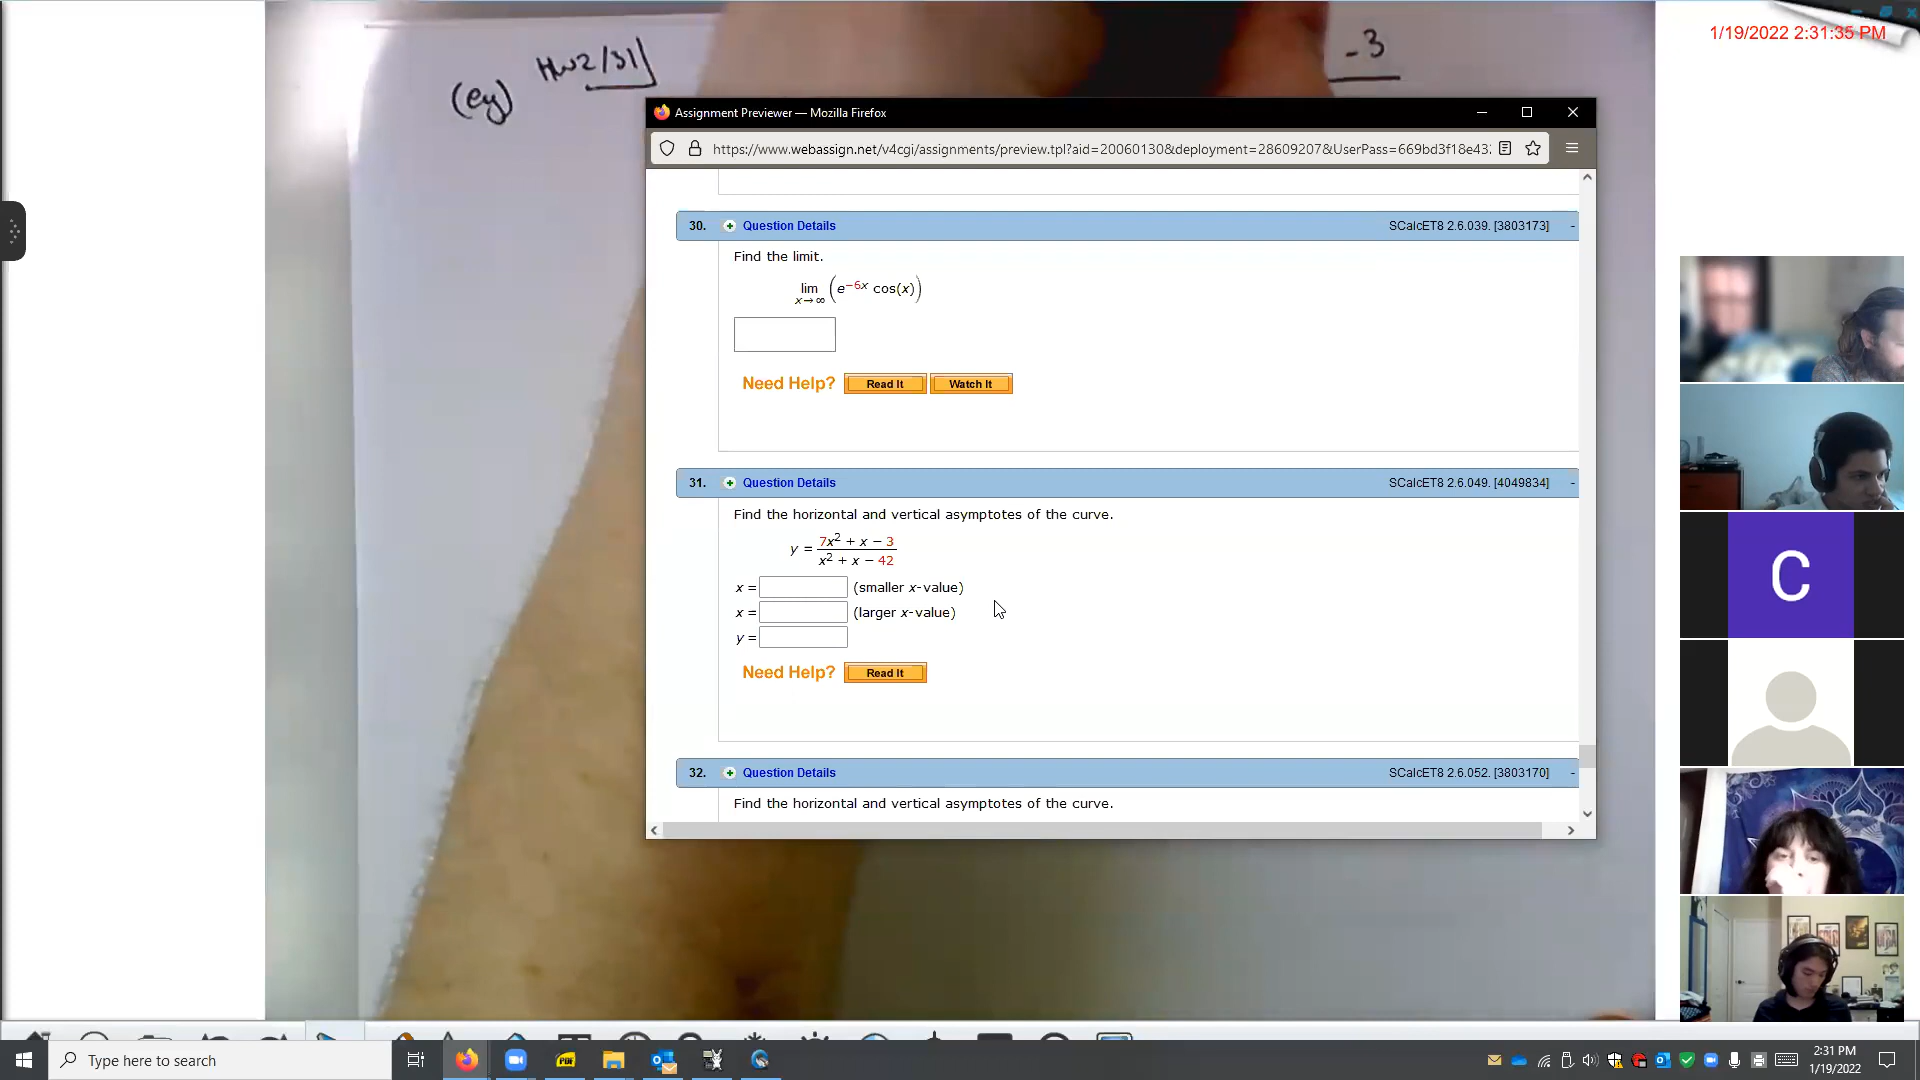 1/19/2022 2:31:35 PM
(eg) HW2/31
-3
Assignment Previewer — Mozilla Firefox
https://www.webassign.net/v4cgi/assignments/preview.tpl?aid=20060130&deployment=28609207&UserPass=669bd3f18e43
30. Question Details SCalcET8 2.6.039. [3803173] -
Find the limit.
lim x→∞ (e^−6x cos(x))
Need Help? Read It Watch It
31. Question Details SCalcET8 2.6.049. [4049834] -
Find the horizontal and vertical asymptotes of the curve.
y = 7x² + x − 3
x² + x − 42
x = (smaller x-value)
x = (larger x-value)
y =
Need Help? Read It
32. Question Details SCalcET8 2.6.052. [3803170] -
Find the horizontal and vertical asymptotes of the curve.
C
Type here to search
PDF
2:31 PM
1/19/2022